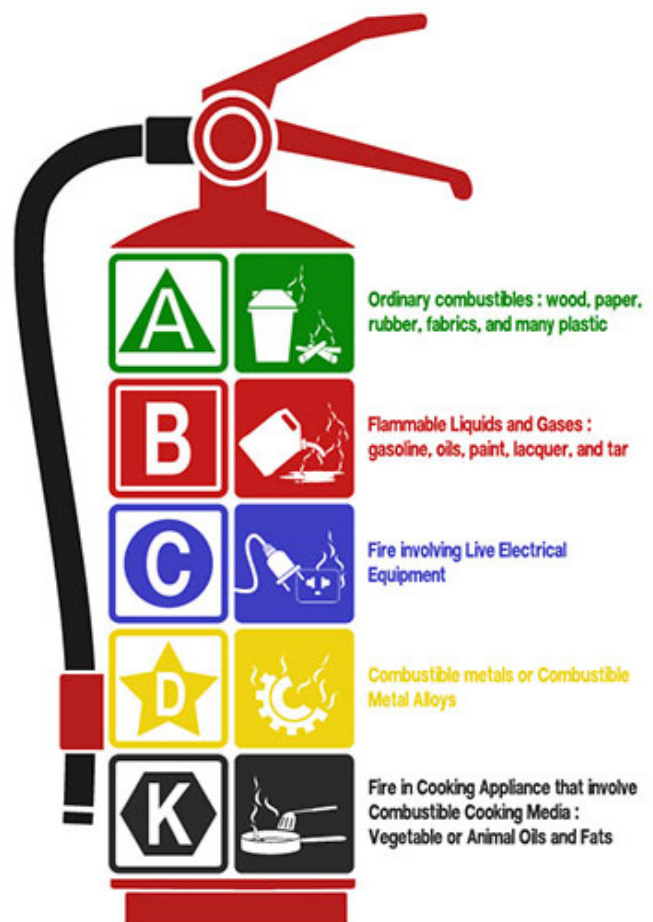 A
Ordinary combustibles : wood, paper,
rubber, fabrics, and many plastic
B
Flammable Liquids and Gases :
gasoline, oils, paint, lacquer, and tar
C
Fire involving Live Electrical
Equipment
D
Combustible metals or Combustible
Metal Alloys
K
Fire in Cooking Appliance that involve
Combustible Cooking Media :
Vegetable or Animal Oils and Fats